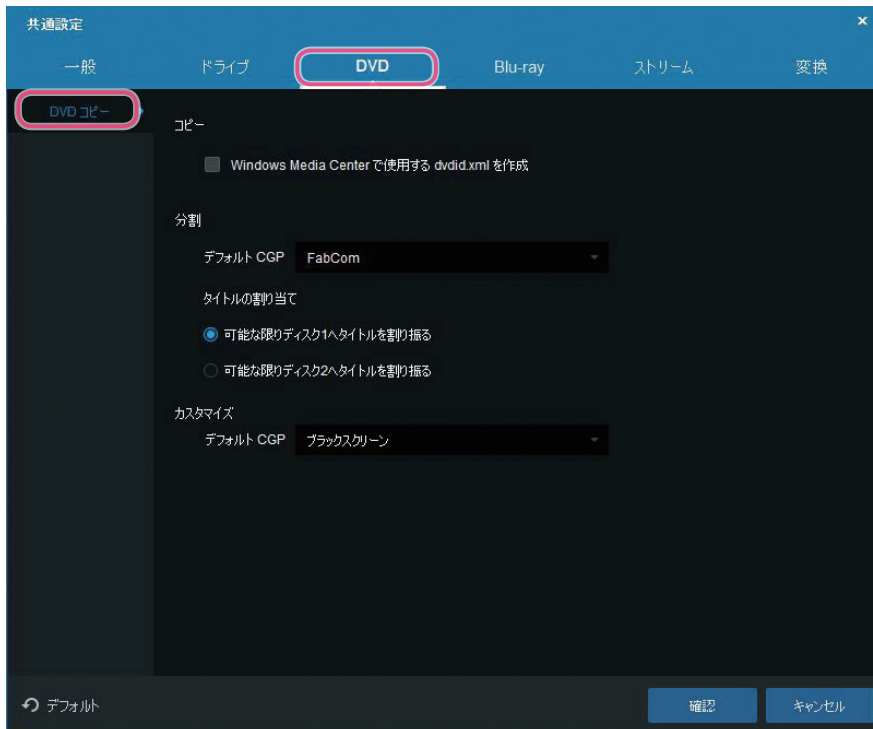 共通設定
×
一般 ドライブ DVD Blu-ray ストリーム 変換
DVD コピー
コピー
Windows Media Center で使用する dvdid.xml を作成
分割
デフォルト CGP FabCom
タイトルの割り当て
可能な限りディスク1へタイトルを割り振る
可能な限りディスク2へタイトルを割り振る
カスタマイズ
デフォルト CGP ブラックスクリーン
デフォルト 確認 キャンセル